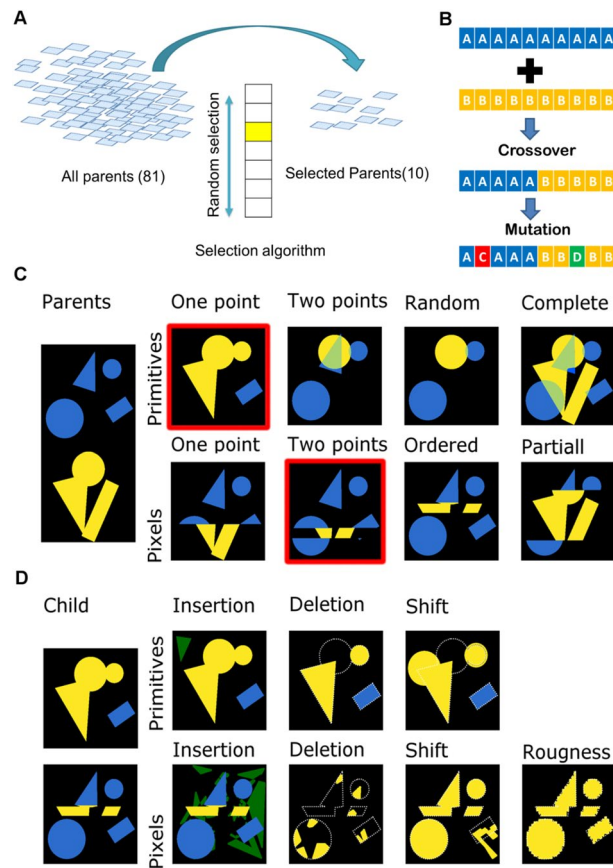 A
All parents (81)
Random selection
Selected Parents(10)
Selection algorithm
B
A A A A A A A A A A
B B B B B B B B B B
Crossover
A A A A A B B B B B
Mutation
A C A A A B B D B B
C
Parents
One point Two points Random Complete
Primitives
One point Two points Ordered Partiall
Pixels
D
Child Insertion Deletion Shift
Primitives
Insertion Deletion Shift Rougness
Pixels